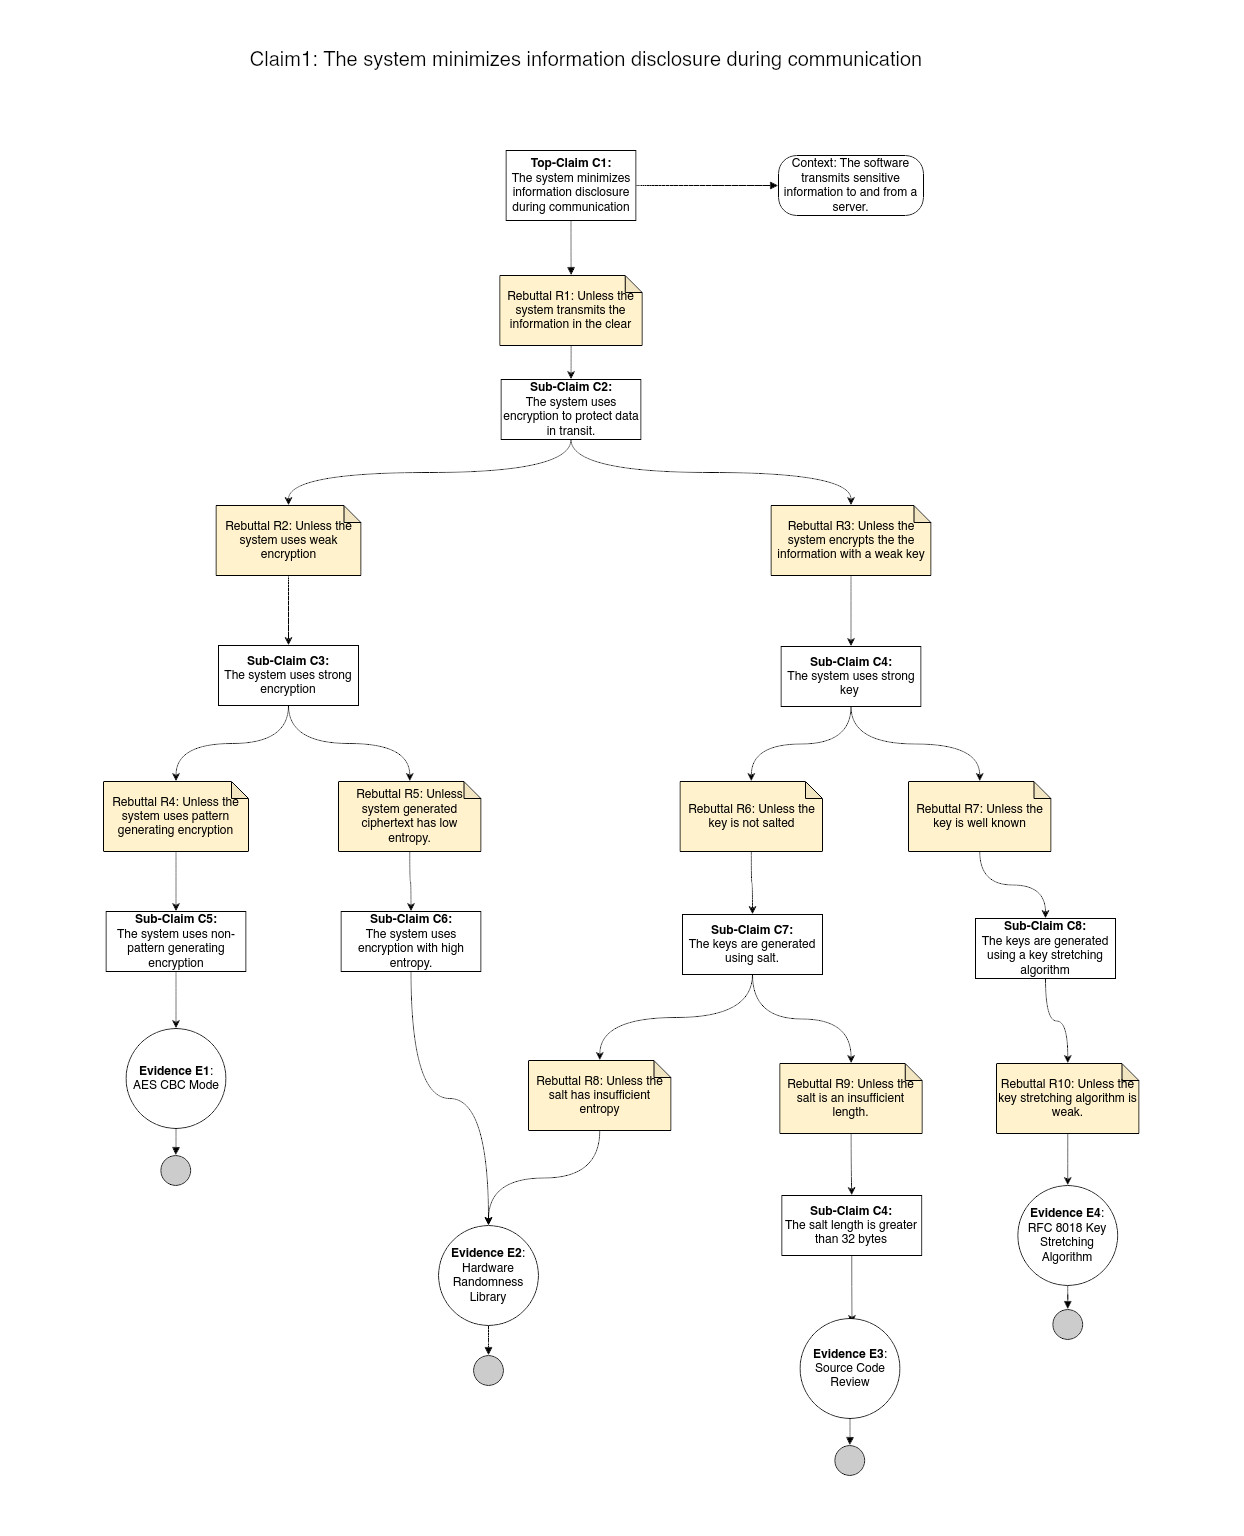 Claim1: The system minimizes information disclosure during communication
Top-Claim C1:
The system minimizes
information disclosure
during communication
Context: The software
transmits sensitive
information to and from a
server.
Rebuttal R1: Unless the
system transmits the
information in the clear
Sub-Claim C2:
The system uses
encryption to protect data
in transit.
Rebuttal R2: Unless the
system uses weak
encryption
Rebuttal R3: Unless the
system encrypts the the
information with a weak key
Sub-Claim C3:
The system uses strong
encryption
Sub-Claim C4:
The system uses strong
key
Rebuttal R4: Unless the
system uses pattern
generating encryption
Rebuttal R5: Unless
system generated
ciphertext has low
entropy.
Rebuttal R6: Unless the
key is not salted
Rebuttal R7: Unless the
key is well known
Sub-Claim C5:
The system uses non-
pattern generating
encryption
Sub-Claim C6:
The system uses
encryption with high
entropy.
Sub-Claim C7:
The keys are generated
using salt.
Sub-Claim C8:
The keys are generated
using a key stretching
algorithm
Evidence E1:
AES CBC Mode
Rebuttal R8: Unless the
salt has insufficient
entropy
Rebuttal R9: Unless the
salt is an insufficient
length.
Rebuttal R10: Unless the
key stretching algorithm is
weak.
Evidence E2:
Hardware
Randomness
Library
Sub-Claim C4:
The salt length is greater
than 32 bytes
Evidence E4:
RFC 8018 Key
Stretching
Algorithm
Evidence E3:
Source Code
Review